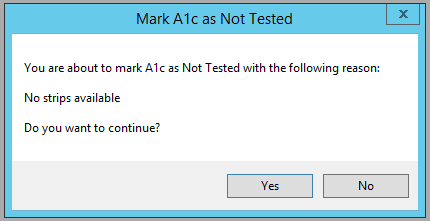 Mark A1c as Not Tested
x
You are about to mark A1c as Not Tested with the following reason:
No strips available
Do you want to continue?
Yes
No